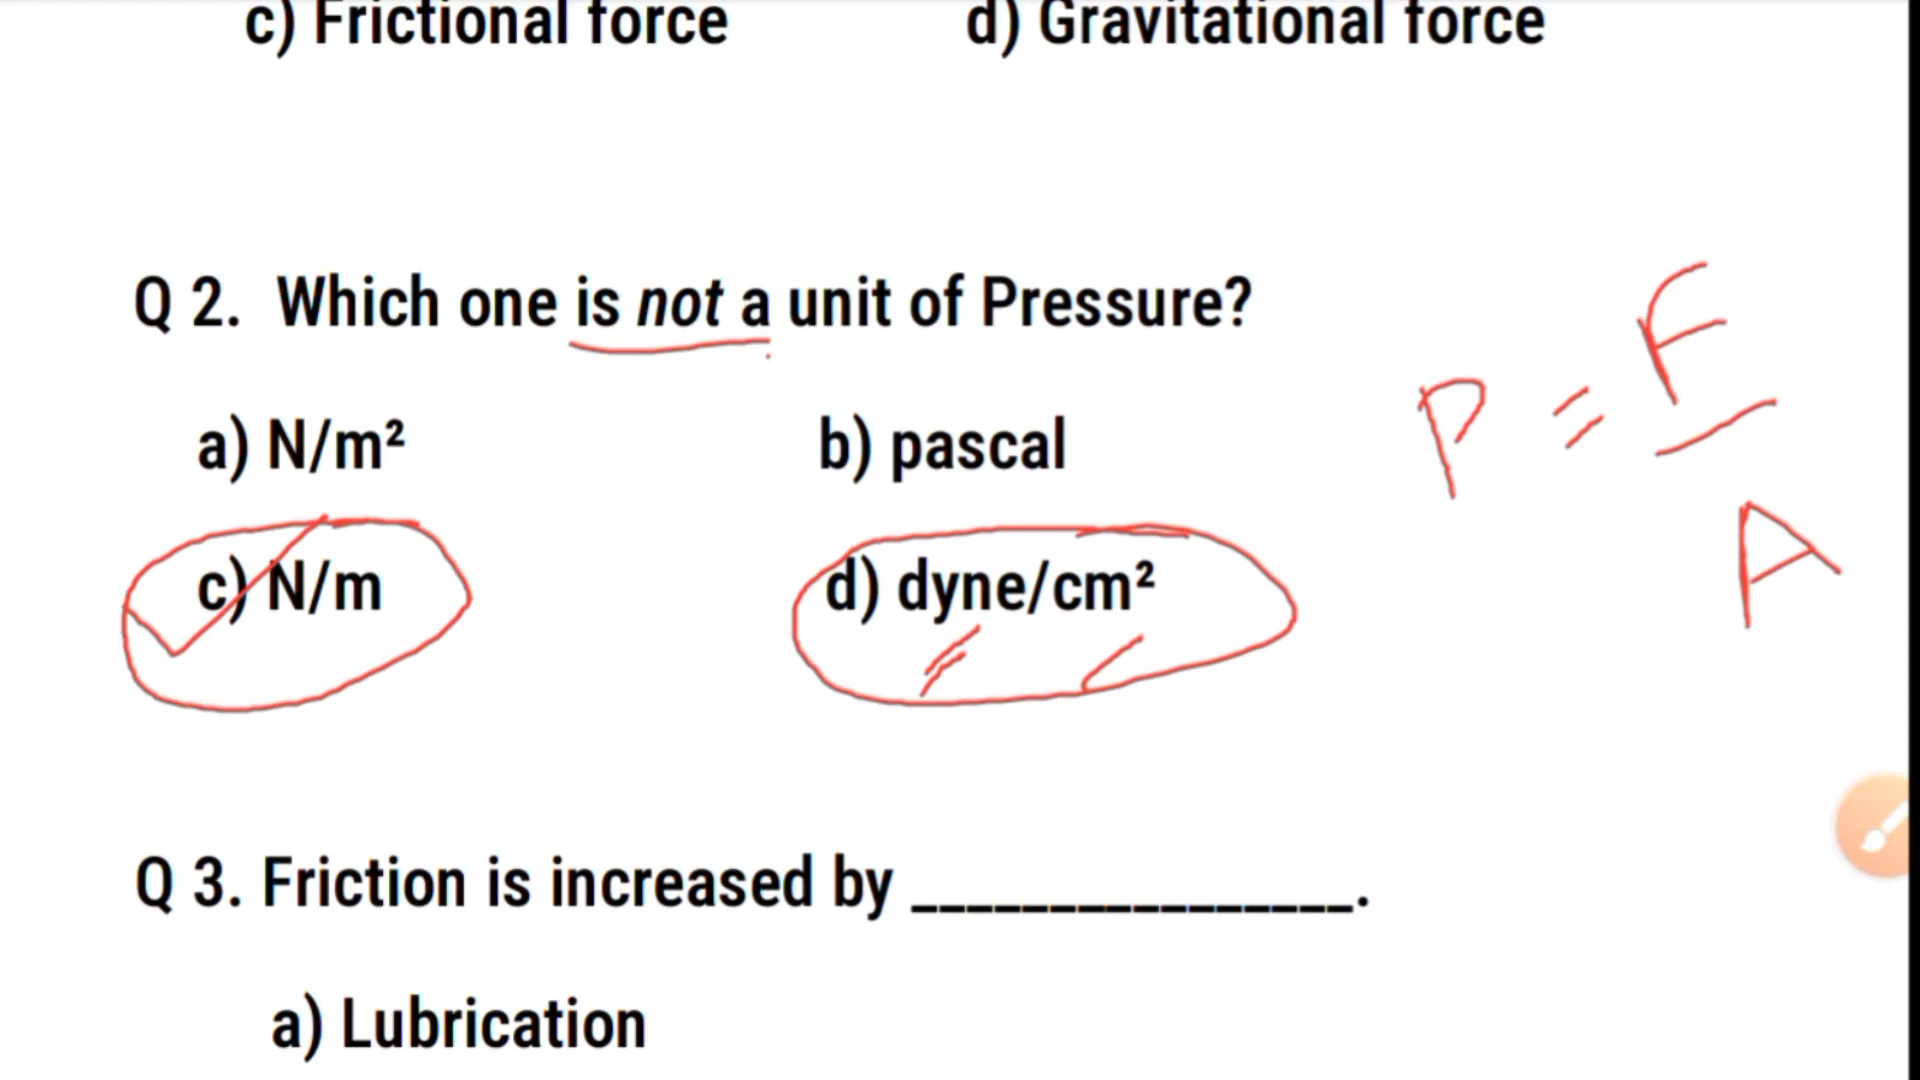 c) Frictional force d) Gravitational force
Q 2. Which one is not a unit of Pressure?
a) N/m² b) pascal
c) N/m d) dyne/cm²
P = F
A
Q 3. Friction is increased by ________________.
a) Lubrication